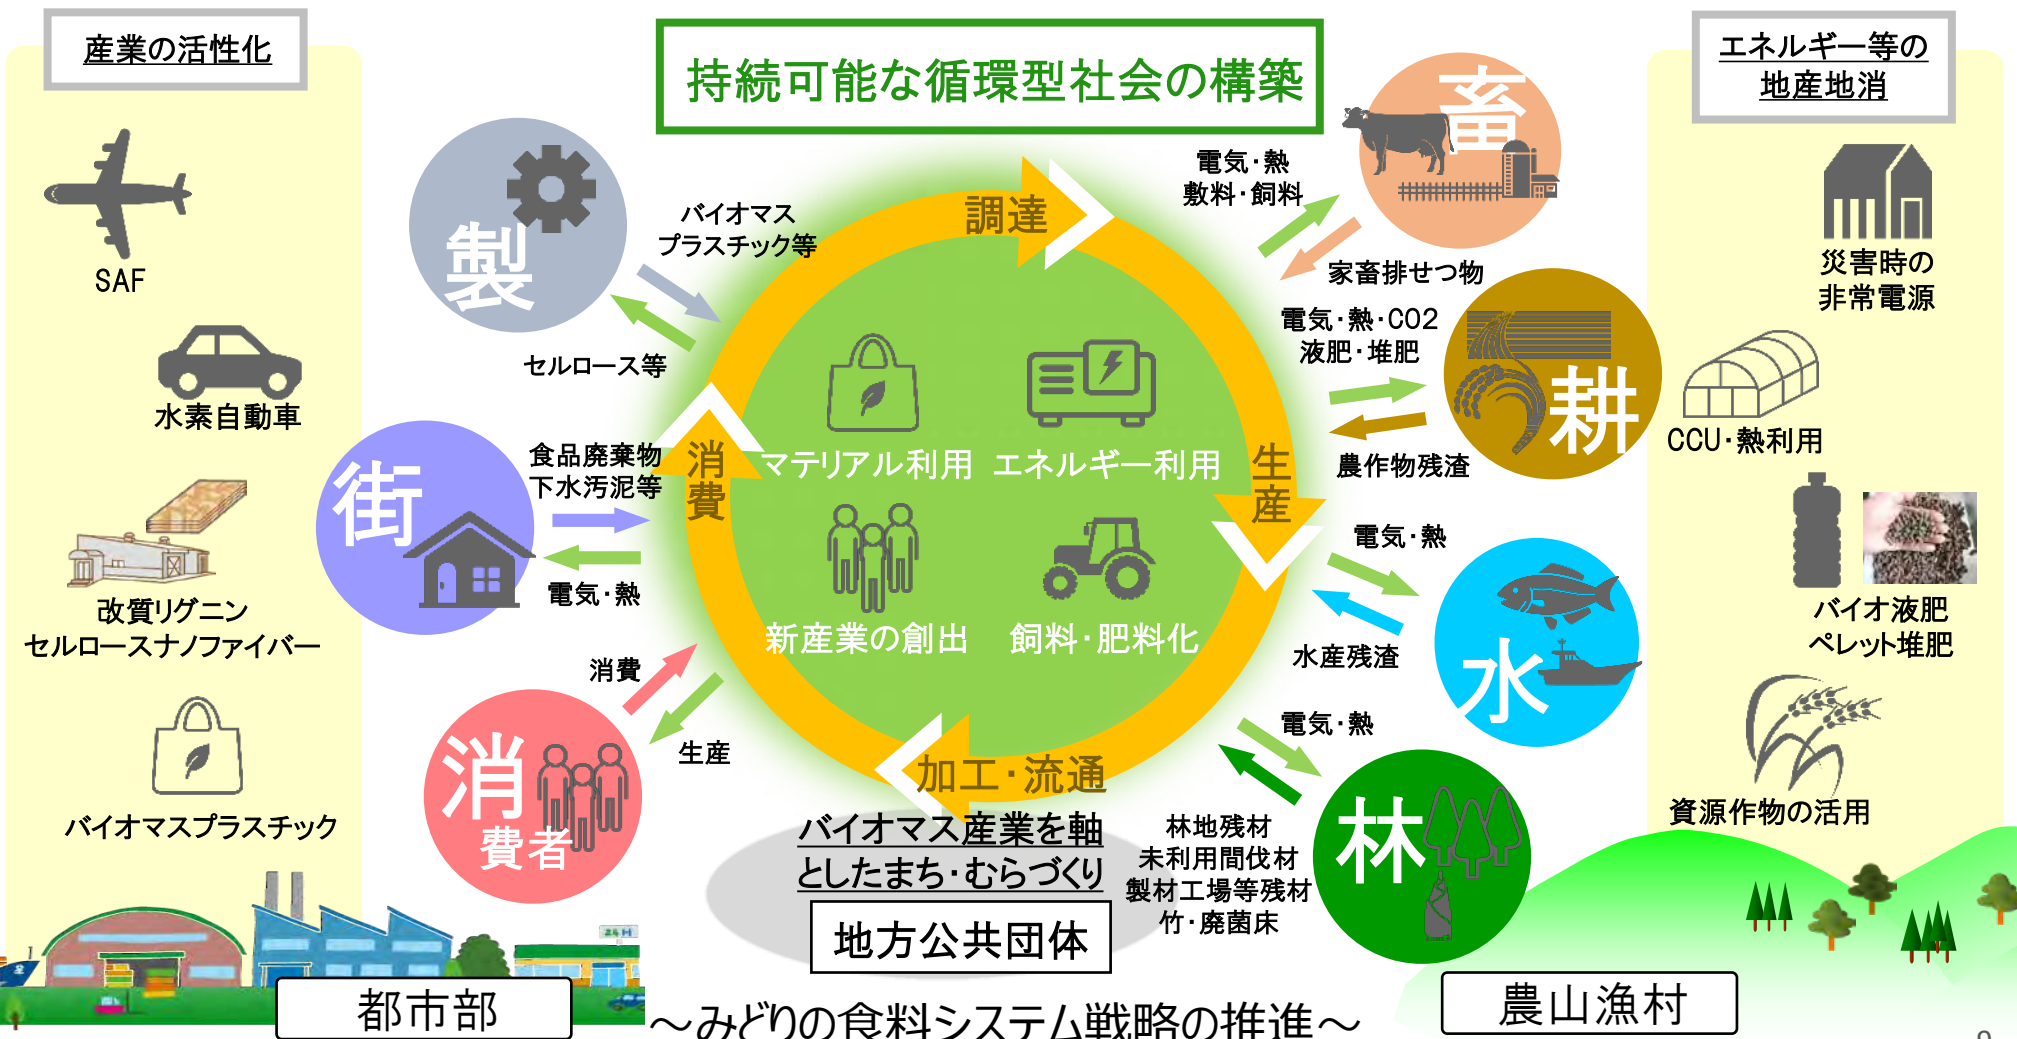 産業の活性化
SAF
水素自動車
改質リグニン
セルロースナノファイバー
バイオマスプラスチック
持続可能な循環型社会の構築
製
バイオマス
プラスチック等
セルロース等
街
食品廃棄物
下水汚泥等
電気・熱
消費
生産
消
費者
調達
生産
加工・流通
消費
マテリアル利用
エネルギー利用
新産業の創出
飼料・肥料化
畜
電気・熱
敷料・飼料
家畜排せつ物
耕
電気・熱・CO2
液肥・堆肥
農作物残渣
水
電気・熱
水産残渣
林
電気・熱
林地残材
未利用間伐材
製材工場等残材
竹・廃菌床
エネルギー等の
地産地消
災害時の
非常電源
CCU・熱利用
バイオ液肥
ペレット堆肥
資源作物の活用
バイオマス産業を軸
としたまち・むらづくり
地方公共団体
都市部
～みどりの食料システム戦略の推進～
農山漁村